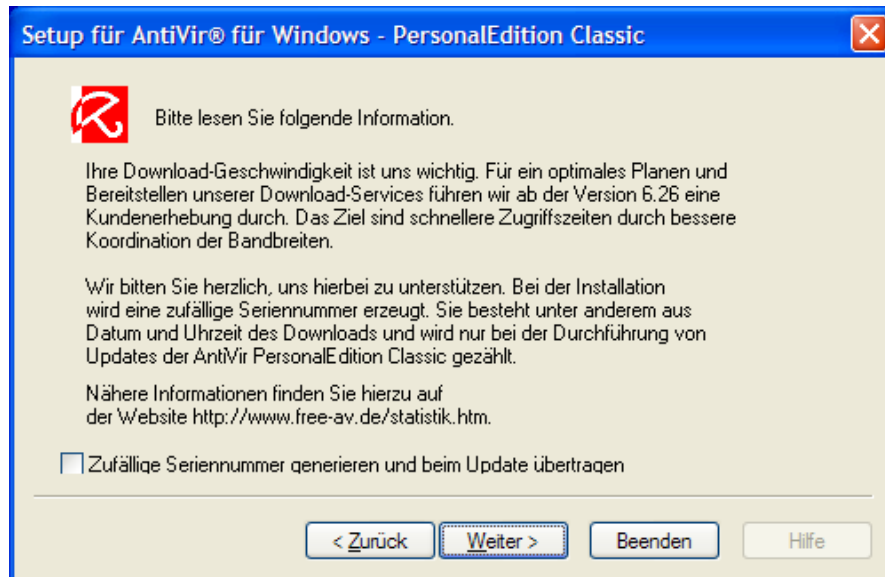 Setup für AntiVir® für Windows - PersonalEdition Classic
Bitte lesen Sie folgende Information.
Ihre Download-Geschwindigkeit ist uns wichtig. Für ein optimales Planen und
Bereitstellen unserer Download-Services führen wir ab der Version 6.26 eine
Kundenerhebung durch. Das Ziel sind schnellere Zugriffszeiten durch bessere
Koordination der Bandbreiten.
Wir bitten Sie herzlich, uns hierbei zu unterstützen. Bei der Installation
wird eine zufällige Seriennummer erzeugt. Sie besteht unter anderem aus
Datum und Uhrzeit des Downloads und wird nur bei der Durchführung von
Updates der AntiVir PersonalEdition Classic gezählt.
Nähere Informationen finden Sie hierzu auf
der Website http://www.free-av.de/statistik.htm.
Zufällige Seriennummer generieren und beim Update übertragen
< Zurück Weiter > Beenden Hilfe